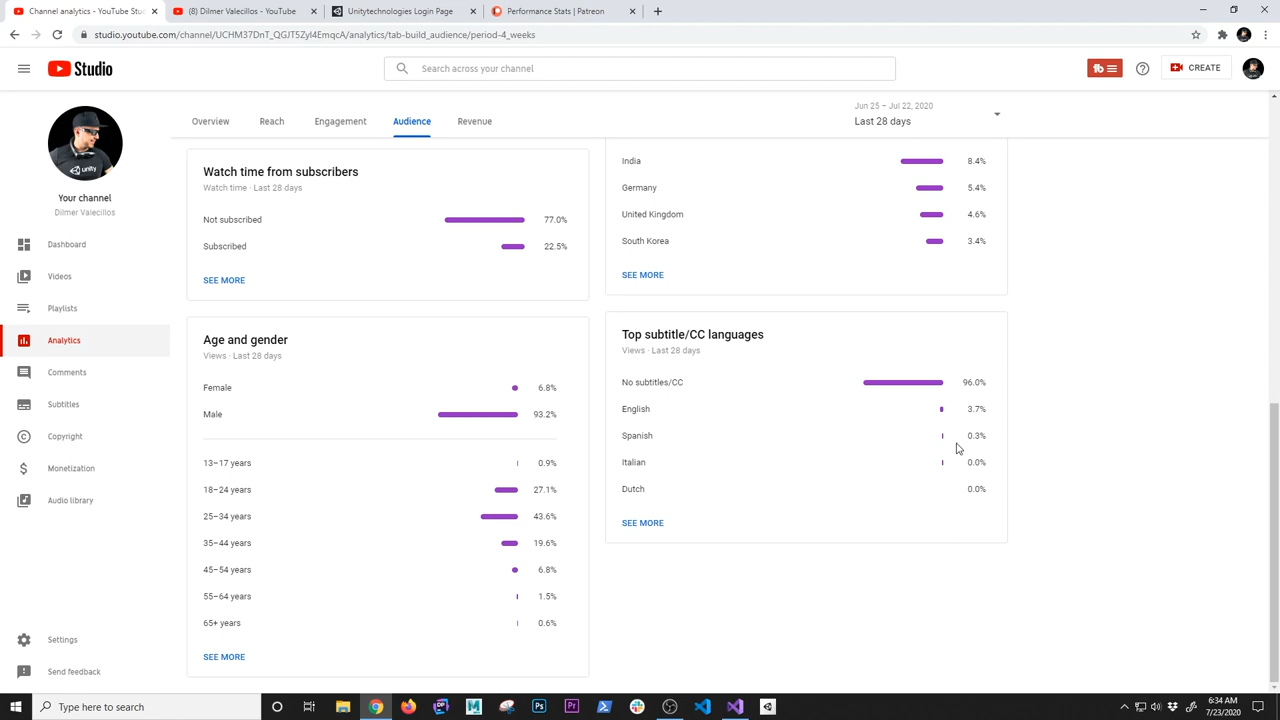 Channel analytics - YouTube Stu
(8) Dilmer Valecillos - YouTube
Unitytechnologies Login Page
Performance Stats | Patreon
studio.youtube.com/channel/UCHM37DnT_QGJT5Zyl4EmqcA/analytics/tab-build_audience/period-4_weeks
Studio
Search across your channel
CREATE
unity
Your channel
Dilmer Valecillos
Dashboard
Videos
Playlists
Analytics
Comments
Subtitles
Copyright
Monetization
Audio library
Settings
Send feedback
Overview
Reach
Engagement
Audience
Revenue
Jun 25 – Jul 22, 2020
Last 28 days
Watch time from subscribers
Watch time · Last 28 days
Not subscribed 77.0%
Subscribed 22.5%
SEE MORE
Age and gender
Views · Last 28 days
Female 6.8%
Male 93.2%
13–17 years 0.9%
18–24 years 27.1%
25–34 years 43.6%
35–44 years 19.6%
45–54 years 6.8%
55–64 years 1.5%
65+ years 0.6%
SEE MORE
India 8.4%
Germany 5.4%
United Kingdom 4.6%
South Korea 3.4%
SEE MORE
Top subtitle/CC languages
Views · Last 28 days
No subtitles/CC 96.0%
English 3.7%
Spanish 0.3%
Italian 0.0%
Dutch 0.0%
SEE MORE
Type here to search
Ps
Pr
6:34 AM
7/23/2020